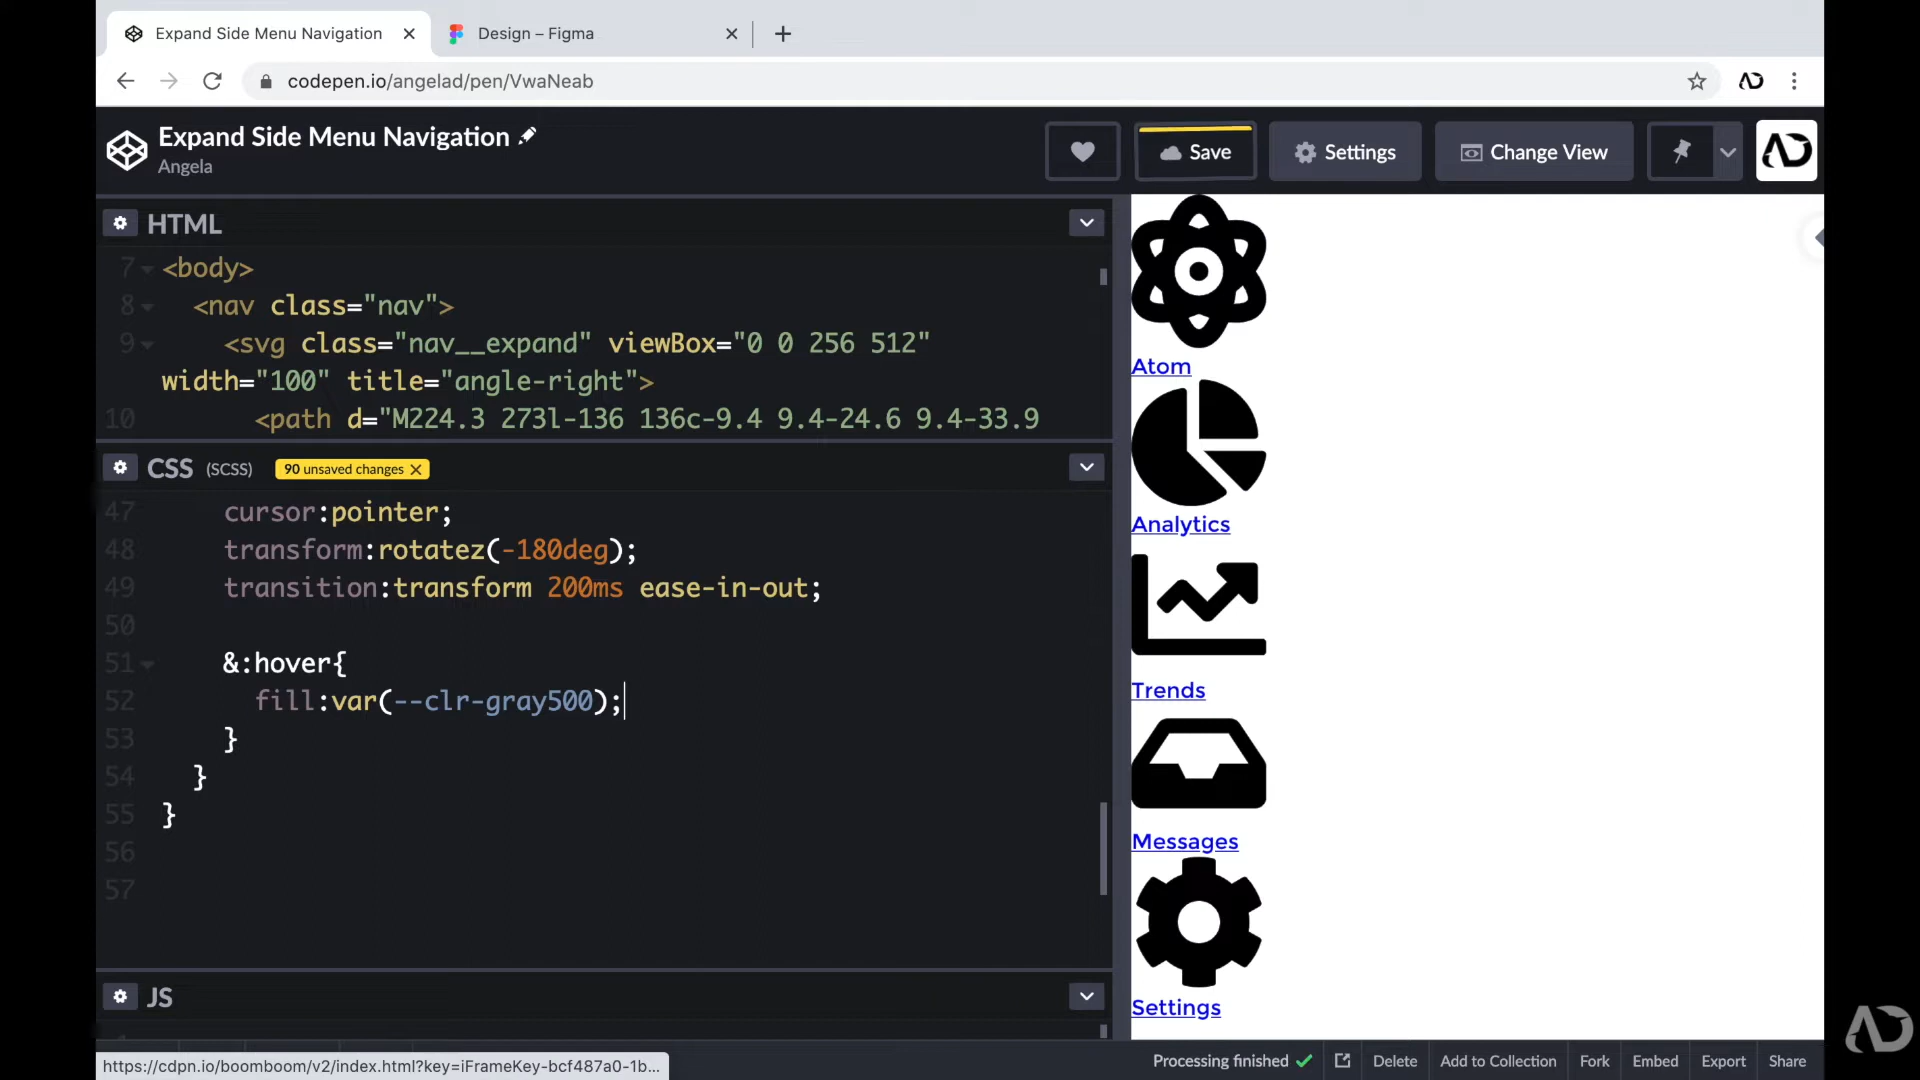 Expand Side Menu Navigation
Design – Figma
codepen.io/angelad/pen/VwaNeab
Expand Side Menu Navigation
Angela
Save
Settings
Change View
HTML
7 <body>
8 <nav class="nav">
9 <svg class="nav__expand" viewBox="0 0 256 512"
width="100" title="angle-right">
10 <path d="M224.3 273l-136 136c-9.4 9.4-24.6 9.4-33.9
CSS (SCSS) 90 unsaved changes
47 cursor:pointer;
48 transform:rotatez(-180deg);
49 transition:transform 200ms ease-in-out;
50
51 &:hover{
52 fill:var(--clr-gray500);
53 }
54 }
55 }
56
57
JS
Atom
Analytics
Trends
Messages
Settings
https://cdpn.io/boomboom/v2/index.html?key=iFrameKey-bcf487a0-1b...
Processing finished
Delete
Add to Collection
Fork
Embed
Export
Share